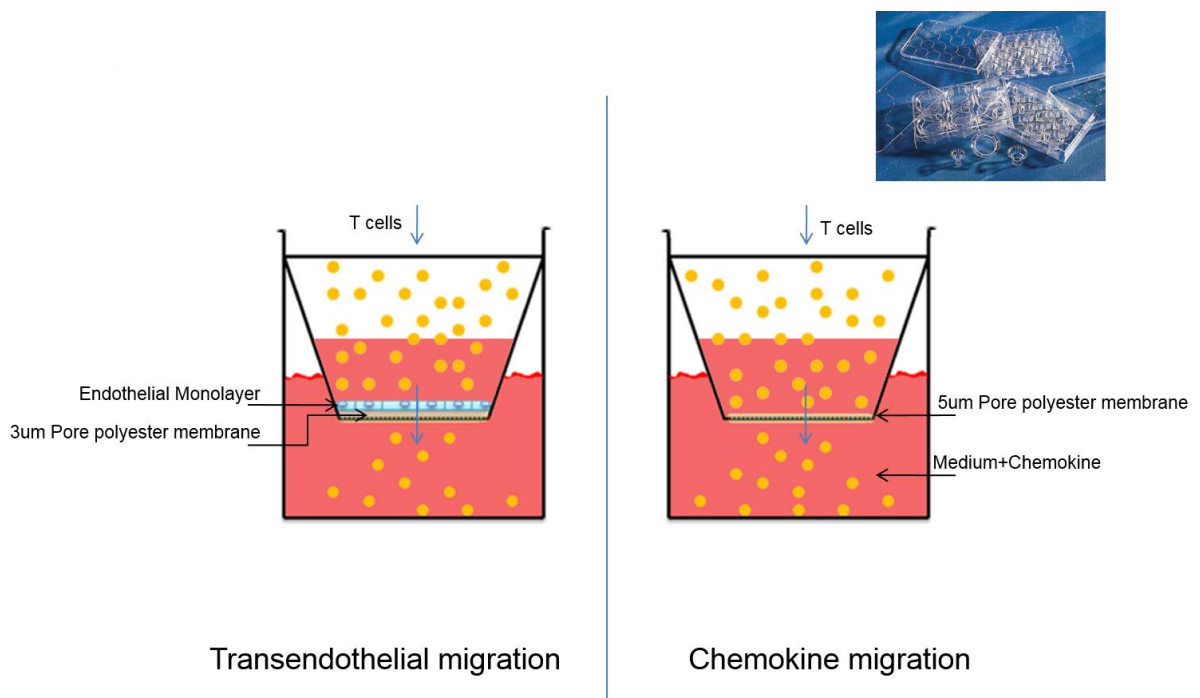 T cells
Endothelial Monolayer
3um Pore polyester membrane
Transendothelial migration
T cells
5um Pore polyester membrane
Medium+Chemokine
Chemokine migration